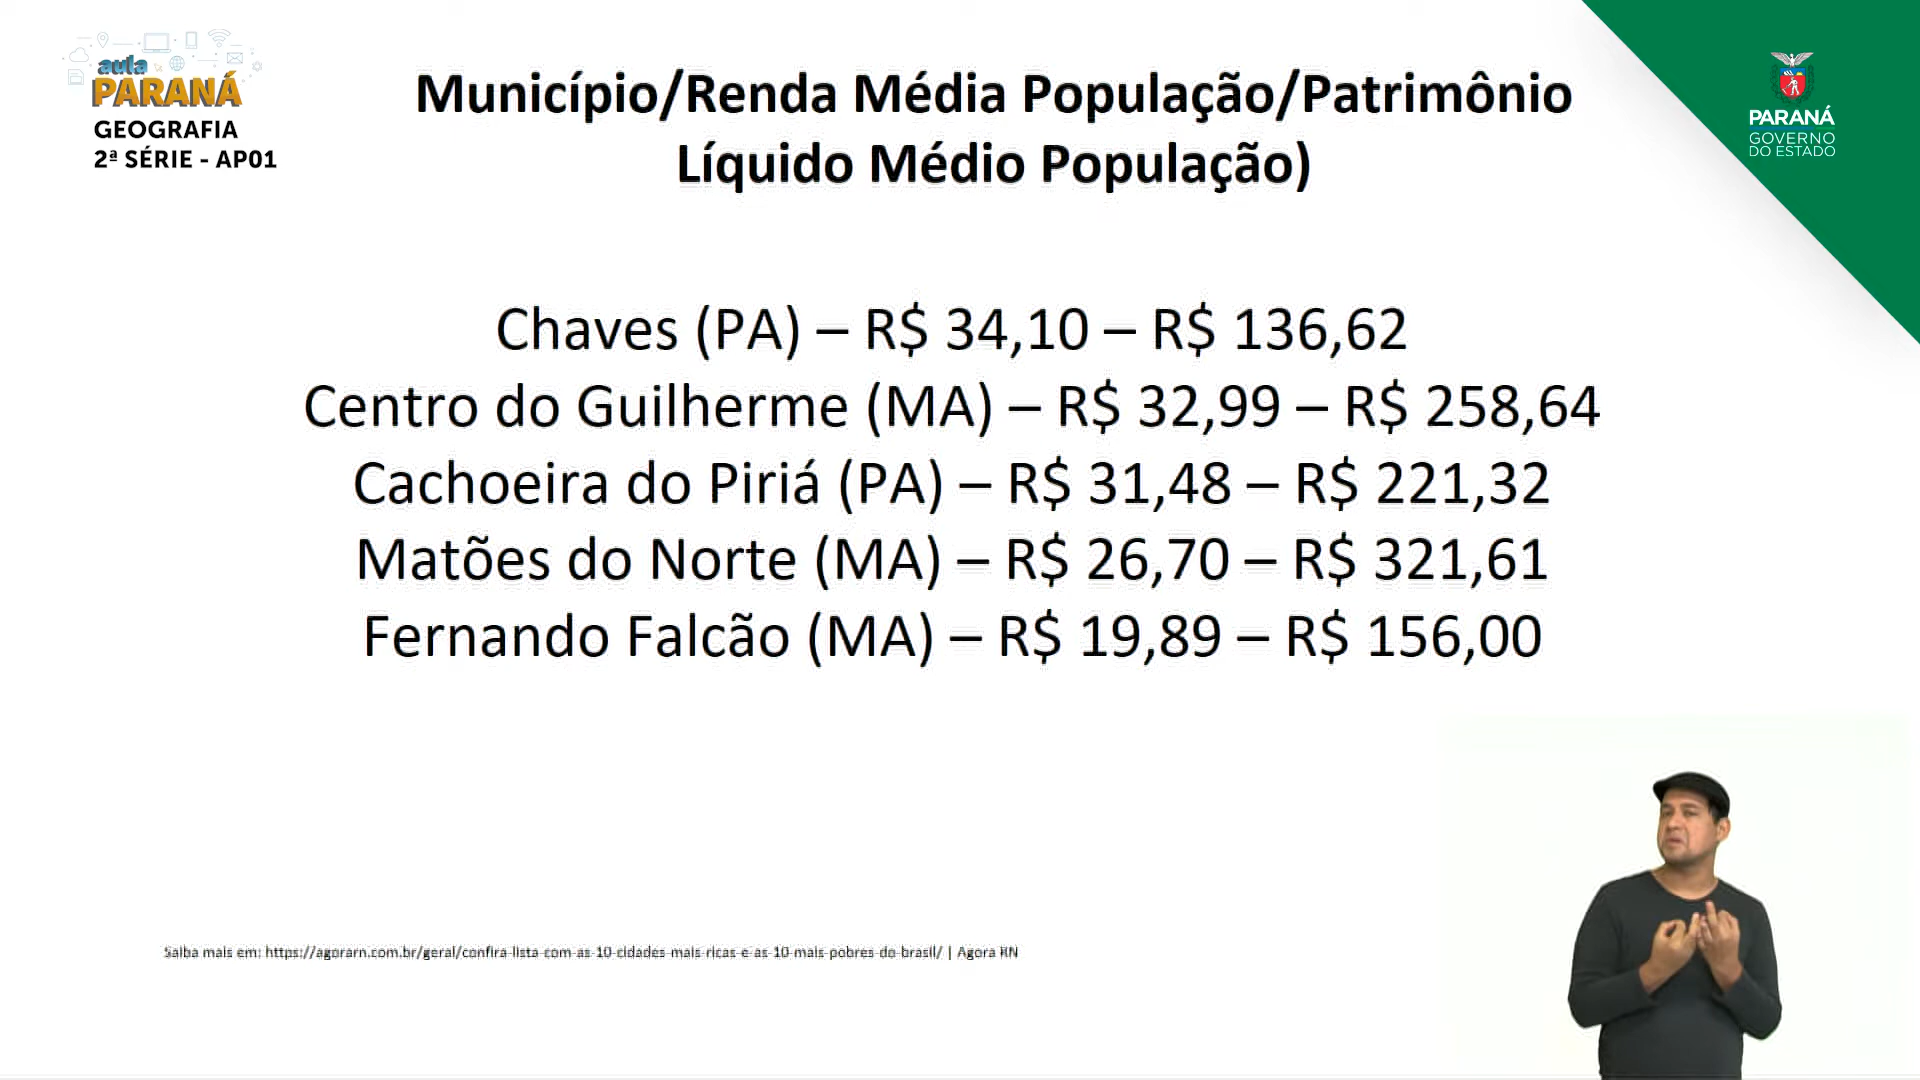 aula
PARANÁ
GEOGRAFIA
2ª SÉRIE - AP01
Município/Renda Média População/Patrimônio
Líquido Médio População)
PARANÁ
GOVERNO
DO ESTADO
Chaves (PA) – R$ 34,10 – R$ 136,62
Centro do Guilherme (MA) – R$ 32,99 – R$ 258,64
Cachoeira do Piriá (PA) – R$ 31,48 – R$ 221,32
Matões do Norte (MA) – R$ 26,70 – R$ 321,61
Fernando Falcão (MA) – R$ 19,89 – R$ 156,00
Saiba mais em: https://agorarn.com.br/geral/confira-lista-com-as-10-cidades-mais-ricas-e-as-10-mais-pobres-do-brasil/ | Agora RN